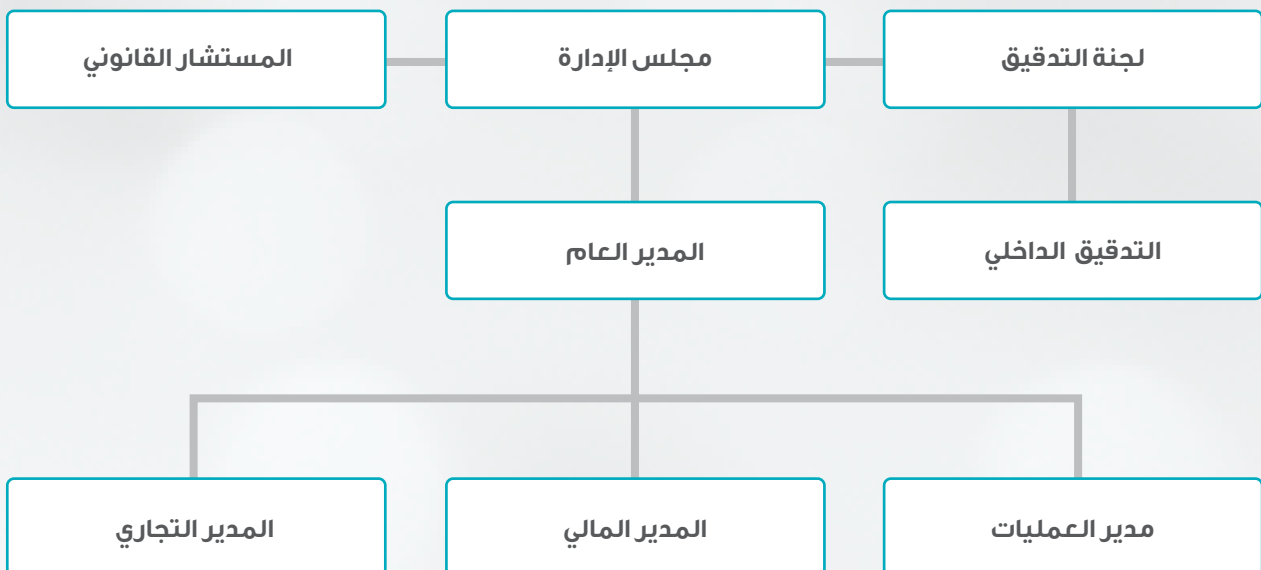 لجنة التدقيق
مجلس الإدارة
المستشار القانوني
التدقيق الداخلي
المدير العام
مدير العمليات
المدير المالي
المدير التجاري